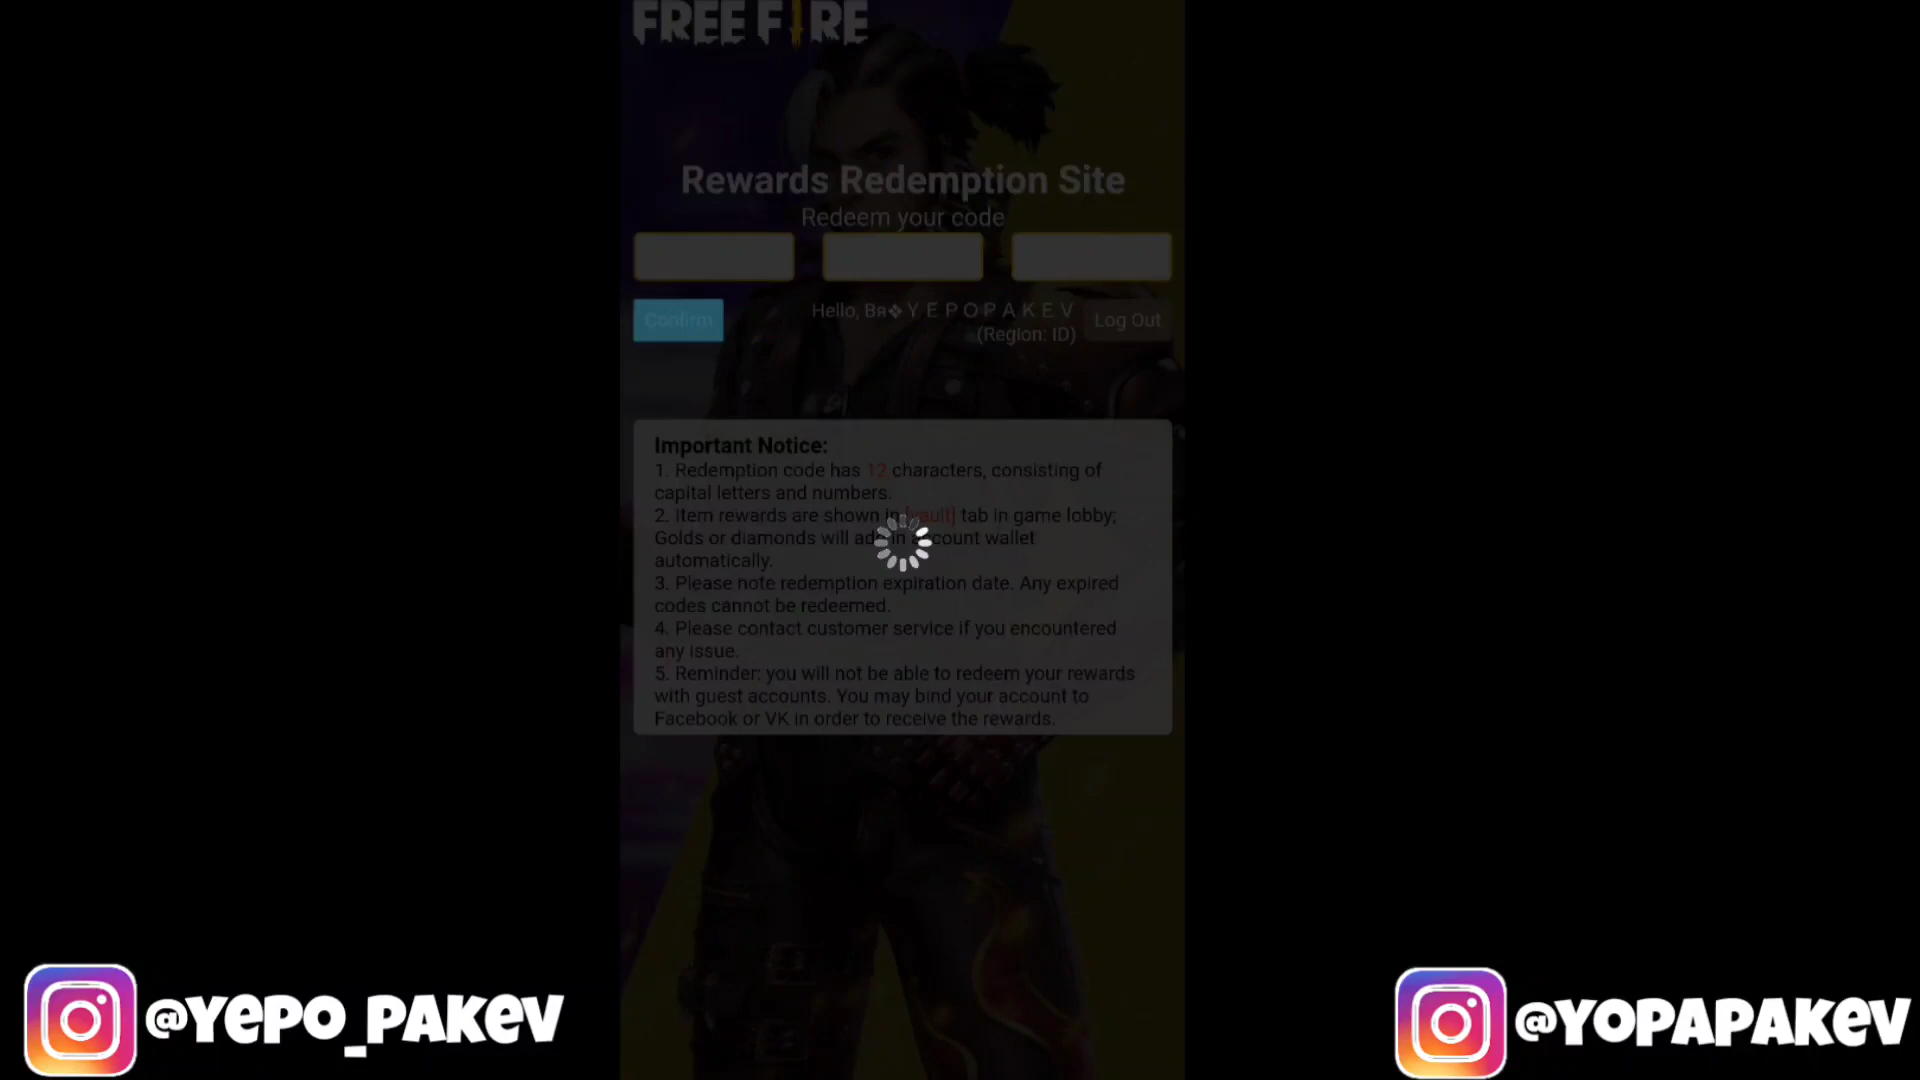 FREE FIRE
Rewards Redemption Site
Redeem your code
Confirm
Hello, Bя❖Y E P O P A K E V
(Region: ID)
Log Out
Important Notice:
1. Redemption code has 12 characters, consisting of
capital letters and numbers.
2. Item rewards are shown in [vault] tab in game lobby;
Golds or diamonds will add in account wallet
automatically.
3. Please note redemption expiration date. Any expired
codes cannot be redeemed.
4. Please contact customer service if you encountered
any issue.
5. Reminder: you will not be able to redeem your rewards
with guest accounts. You may bind your account to
Facebook or VK in order to receive the rewards.
@YEPO_PAKEV
@YOPAPAKEV